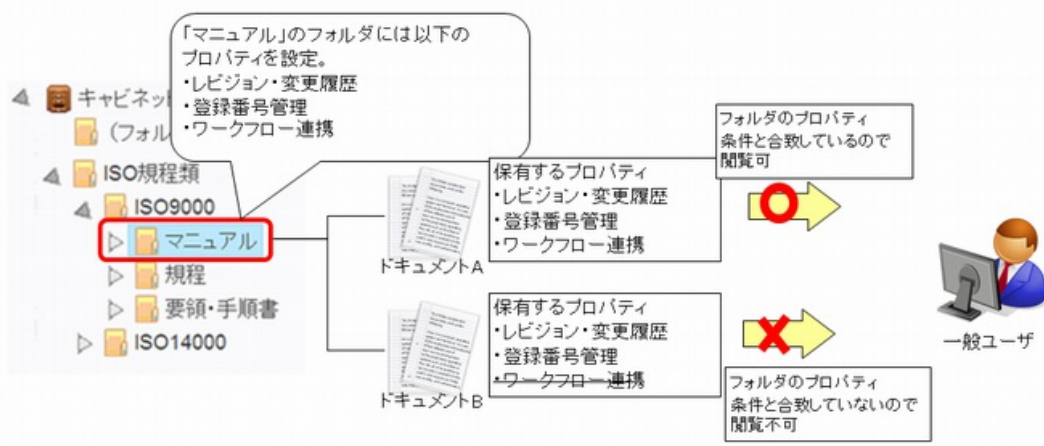 「マニュアル」のフォルダには以下の
プロパティを設定。
・レビジョン・変更履歴
・登録番号管理
・ワークフロー連携
キャビネッ
(フォル
ISO規程類
ISO9000
マニュアル
規程
要領・手順書
ISO14000
ドキュメントA
保有するプロパティ
・レビジョン・変更履歴
・登録番号管理
・ワークフロー連携
フォルダのプロパティ
条件と合致しているので
閲覧可
ドキュメントB
保有するプロパティ
・レビジョン・変更履歴
・登録番号管理
・ワークフロー連携
フォルダのプロパティ
条件と合致していないので
閲覧不可
一般ユーザ